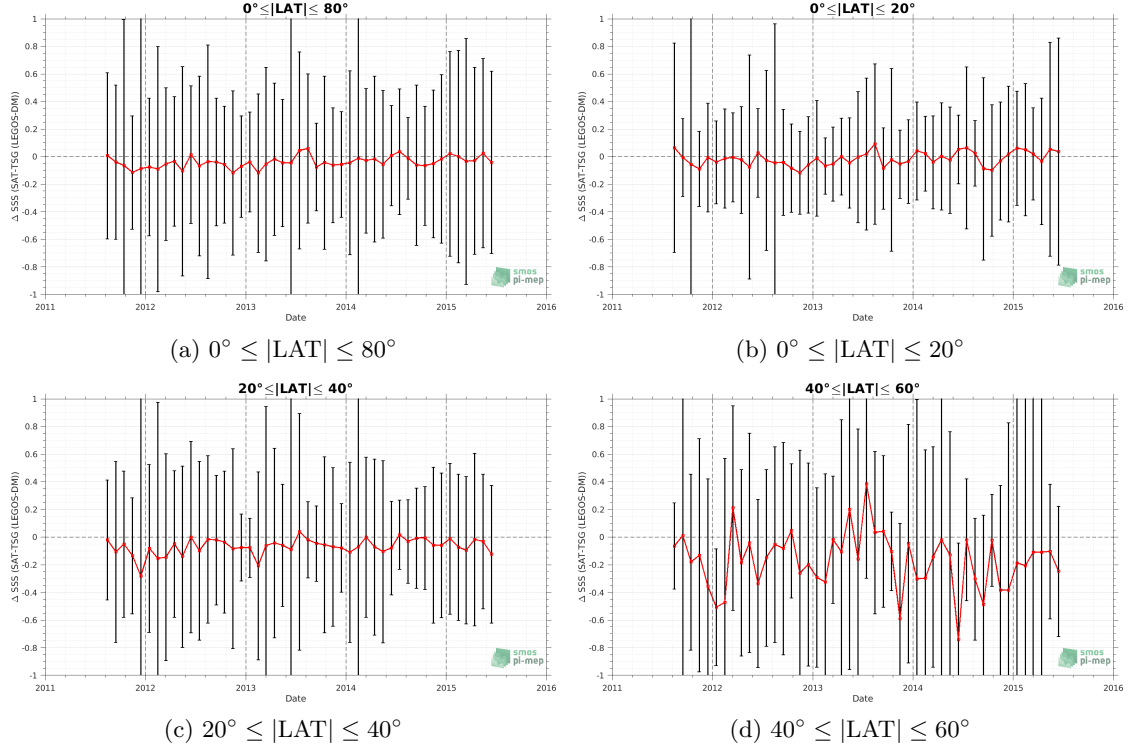 0°≤|LAT|≤ 80°
Δ SSS (SAT-TSG (LEGOS-DM))
1
0.8
0.6
0.4
0.2
0
-0.2
-0.4
-0.6
-0.8
-1
2011 2012 2013 2014 2015 2016
Date
smos
pi-mep
(a) 0° ≤ |LAT| ≤ 80°
0°≤|LAT|≤ 20°
Δ SSS (SAT-TSG (LEGOS-DM))
1
0.8
0.6
0.4
0.2
0
-0.2
-0.4
-0.6
-0.8
-1
2011 2012 2013 2014 2015 2016
Date
smos
pi-mep
(b) 0° ≤ |LAT| ≤ 20°
20°≤|LAT|≤ 40°
Δ SSS (SAT-TSG (LEGOS-DM))
1
0.8
0.6
0.4
0.2
0
-0.2
-0.4
-0.6
-0.8
-1
2011 2012 2013 2014 2015 2016
Date
smos
pi-mep
(c) 20° ≤ |LAT| ≤ 40°
40°≤|LAT|≤ 60°
Δ SSS (SAT-TSG (LEGOS-DM))
1
0.8
0.6
0.4
0.2
0
-0.2
-0.4
-0.6
-0.8
-1
2011 2012 2013 2014 2015 2016
Date
smos
pi-mep
(d) 40° ≤ |LAT| ≤ 60°